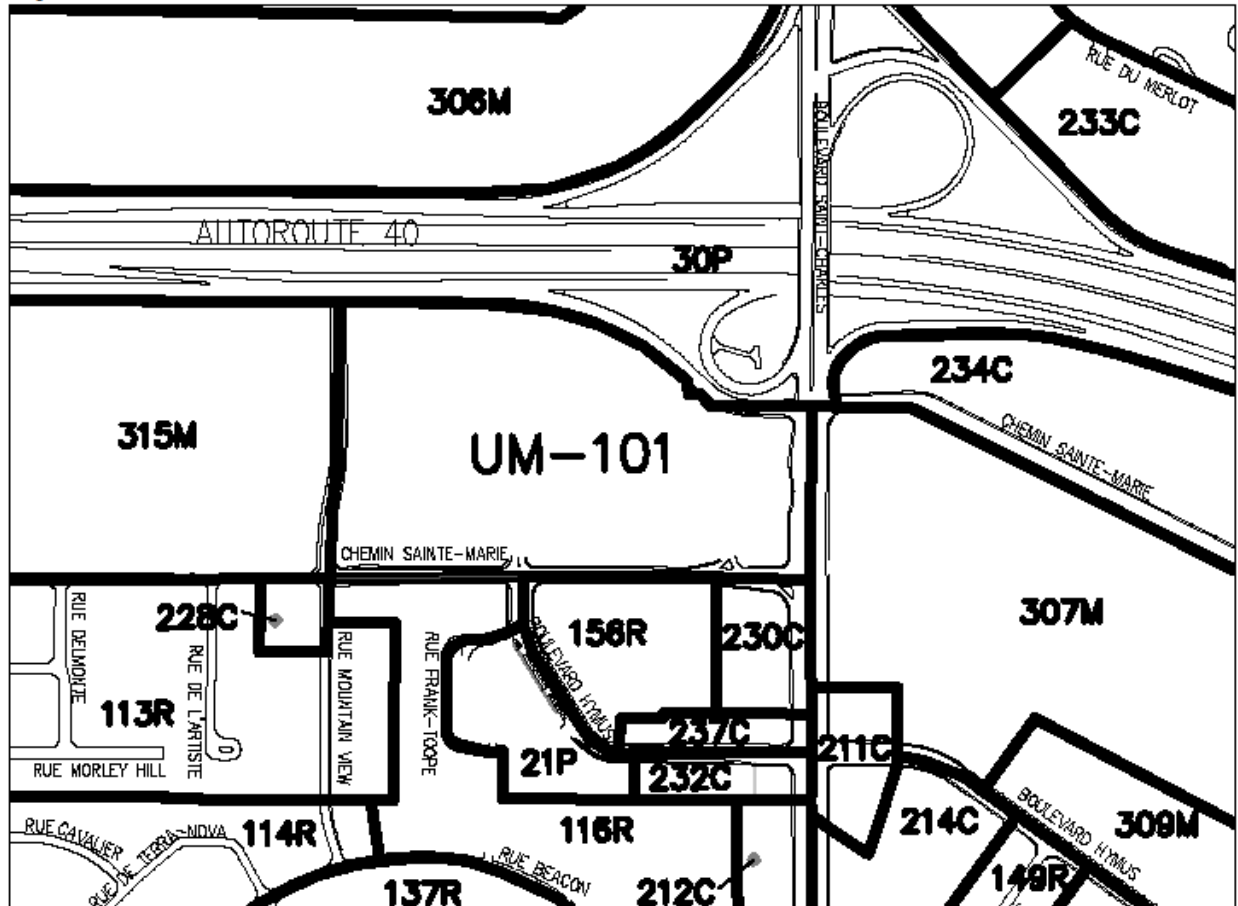 306M
RUE DU MERLOT
233C
BOULEVARD SAINT-CHARLES
AUTOROUTE 40
30P
234C
CHEMIN SAINTE-MARIE
315M
UM-101
CHEMIN SAINTE-MARIE
228C
156R
230C
307M
RUE DELMONTE
RUE DE L'ARTISTE
RUE MOUNTAIN VIEW
RUE FRANK-TOOPE
BOULEVARD HYMUS
113R
237C
211C
21P
232C
RUE MORLEY HILL
BOULEVARD HYMUS
309M
214C
RUE CAVALIER
RUE DE TERRA-NOVA
114R
116R
RUE BEACON
137R
212C
149R